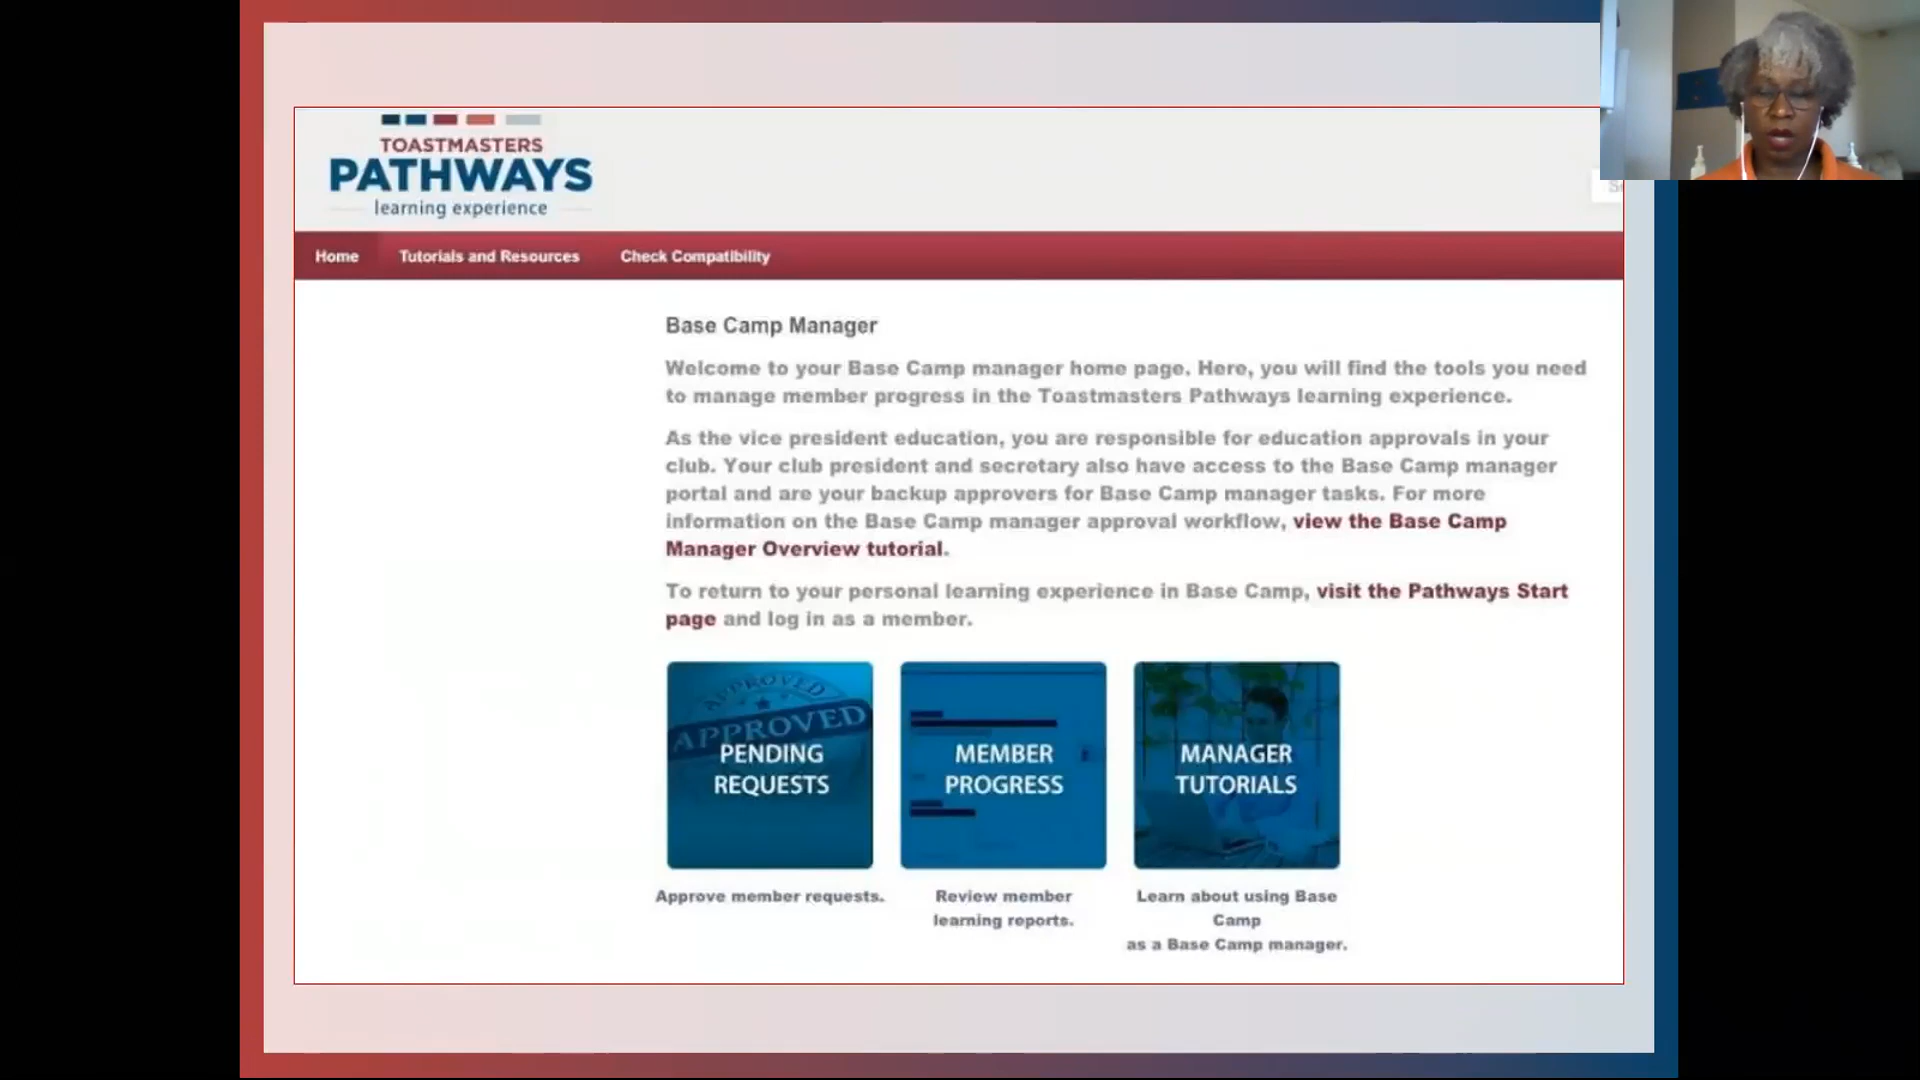 TOASTMASTERS
PATHWAYS
learning experience
Home Tutorials and Resources Check Compatibility
Base Camp Manager
Welcome to your Base Camp manager home page. Here, you will find the tools you need
to manage member progress in the Toastmasters Pathways learning experience.
As the vice president education, you are responsible for education approvals in your
club. Your club president and secretary also have access to the Base Camp manager
portal and are your backup approvers for Base Camp manager tasks. For more
information on the Base Camp manager approval workflow, view the Base Camp
Manager Overview tutorial.
To return to your personal learning experience in Base Camp, visit the Pathways Start
page and log in as a member.
APPROVED
APPROVED
PENDING
REQUESTS
MEMBER
PROGRESS
MANAGER
TUTORIALS
Approve member requests.
Review member
learning reports.
Learn about using Base
Camp
as a Base Camp manager.